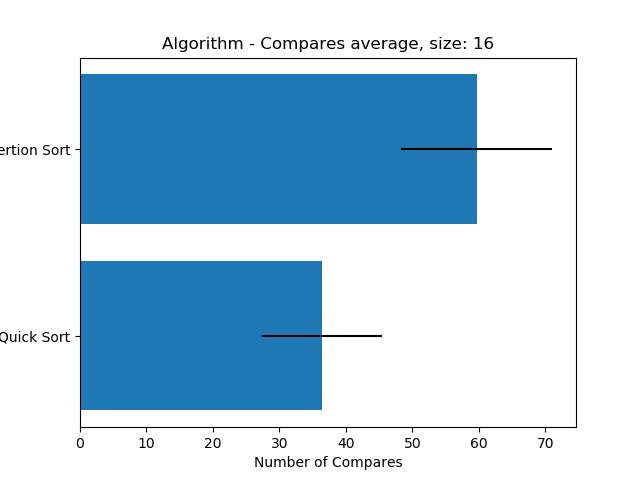 Algorithm - Compares average, size: 16
ertion Sort
Quick Sort
0 10 20 30 40 50 60 70
Number of Compares